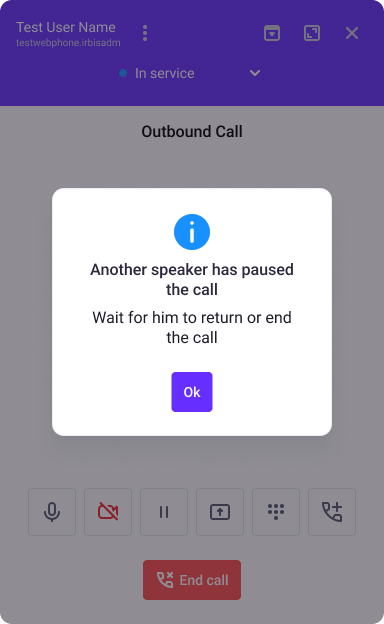 Test User Name
testwebphone.irbisadm
In service
Outbound Call
Another speaker has paused
the call
Wait for him to return or end
the call
Ok
End call